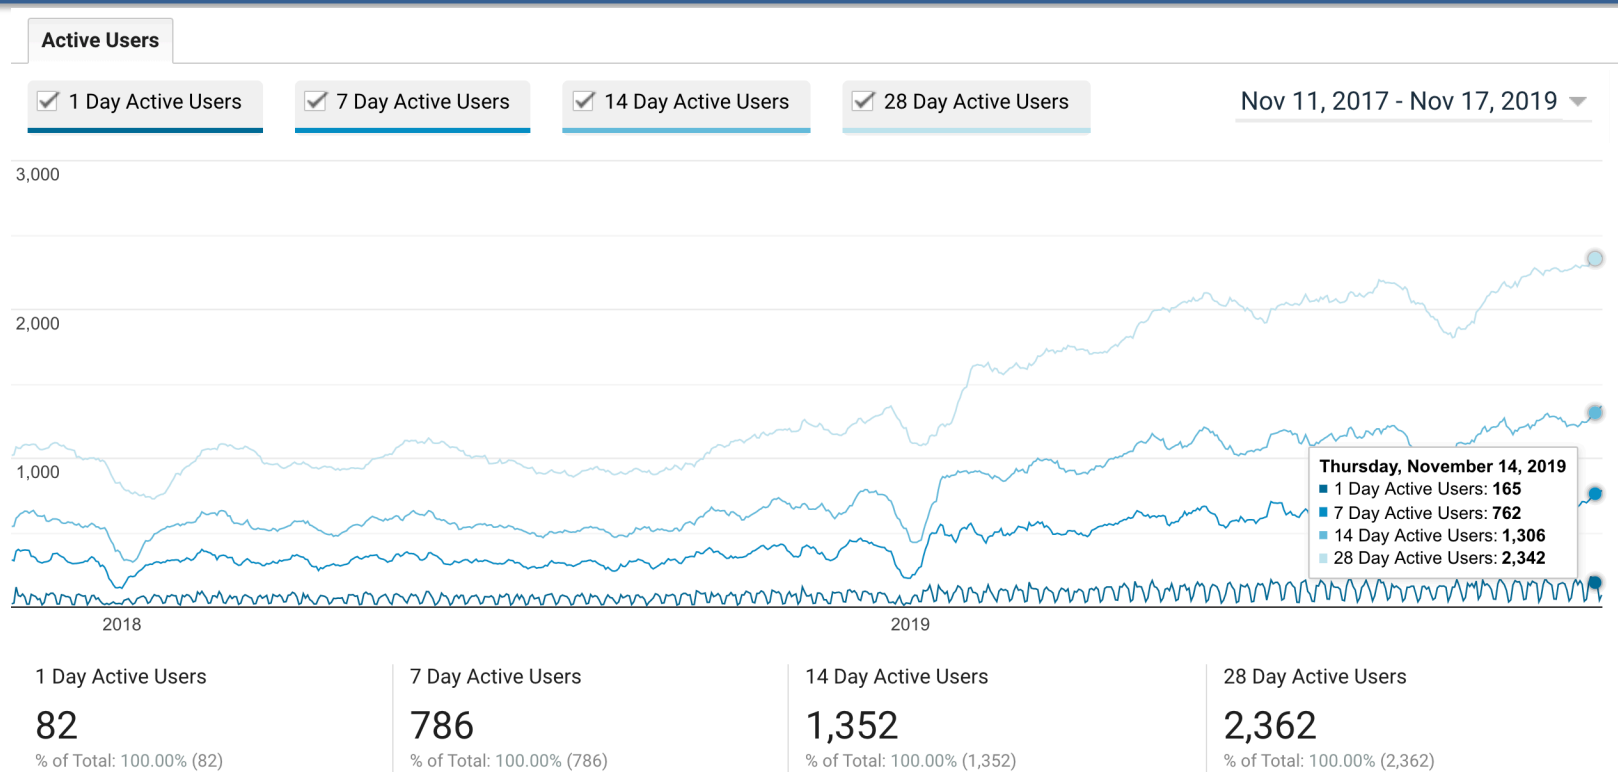 Active Users
1 Day Active Users
7 Day Active Users
14 Day Active Users
28 Day Active Users
Nov 11, 2017 - Nov 17, 2019
3,000
2,000
1,000
Thursday, November 14, 2019
1 Day Active Users: 165
7 Day Active Users: 762
14 Day Active Users: 1,306
28 Day Active Users: 2,342
2018
2019
1 Day Active Users
82
% of Total: 100.00% (82)
7 Day Active Users
786
% of Total: 100.00% (786)
14 Day Active Users
1,352
% of Total: 100.00% (1,352)
28 Day Active Users
2,362
% of Total: 100.00% (2,362)